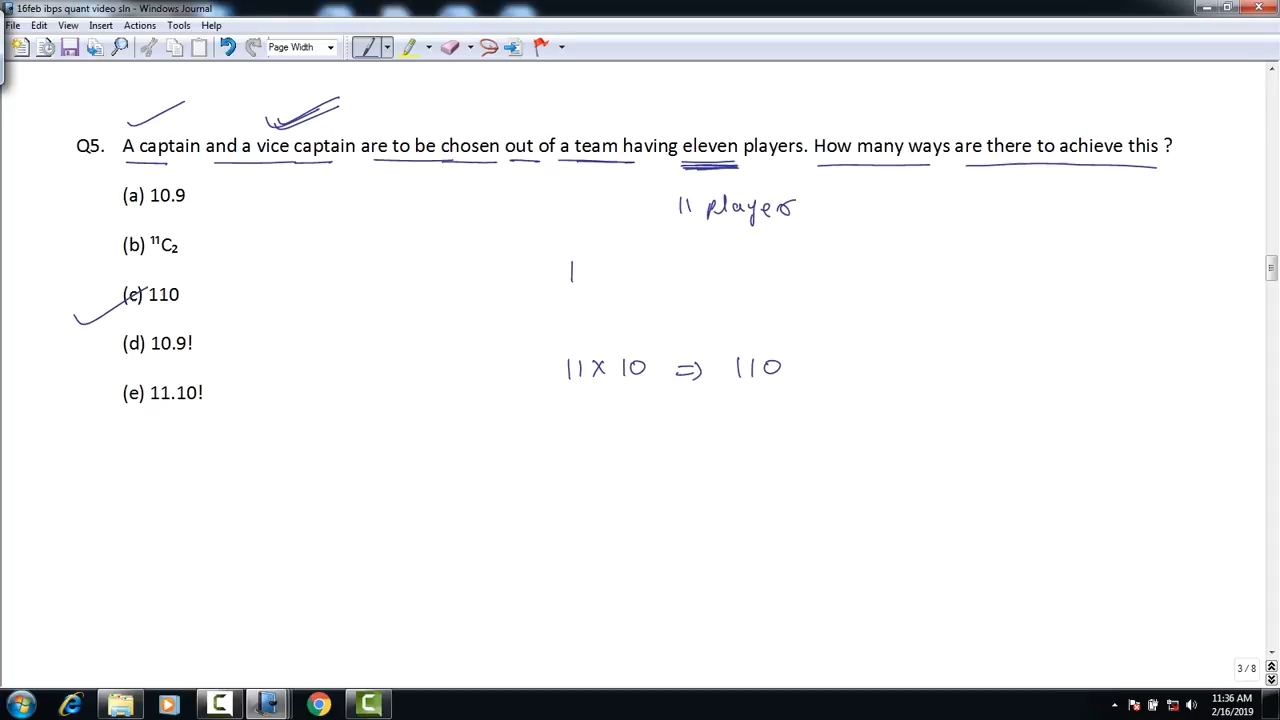 16feb ibps quant video sln - Windows Journal
File Edit View Insert Actions Tools Help
Page Width
Q5. A captain and a vice captain are to be chosen out of a team having eleven players. How many ways are there to achieve this ?
(a) 10.9
11 players
(b) ¹¹C₂
(c) 110
(d) 10.9!
11 x 10 ⇒ 110
(e) 11.10!
3 / 8
11:36 AM
2/16/2019